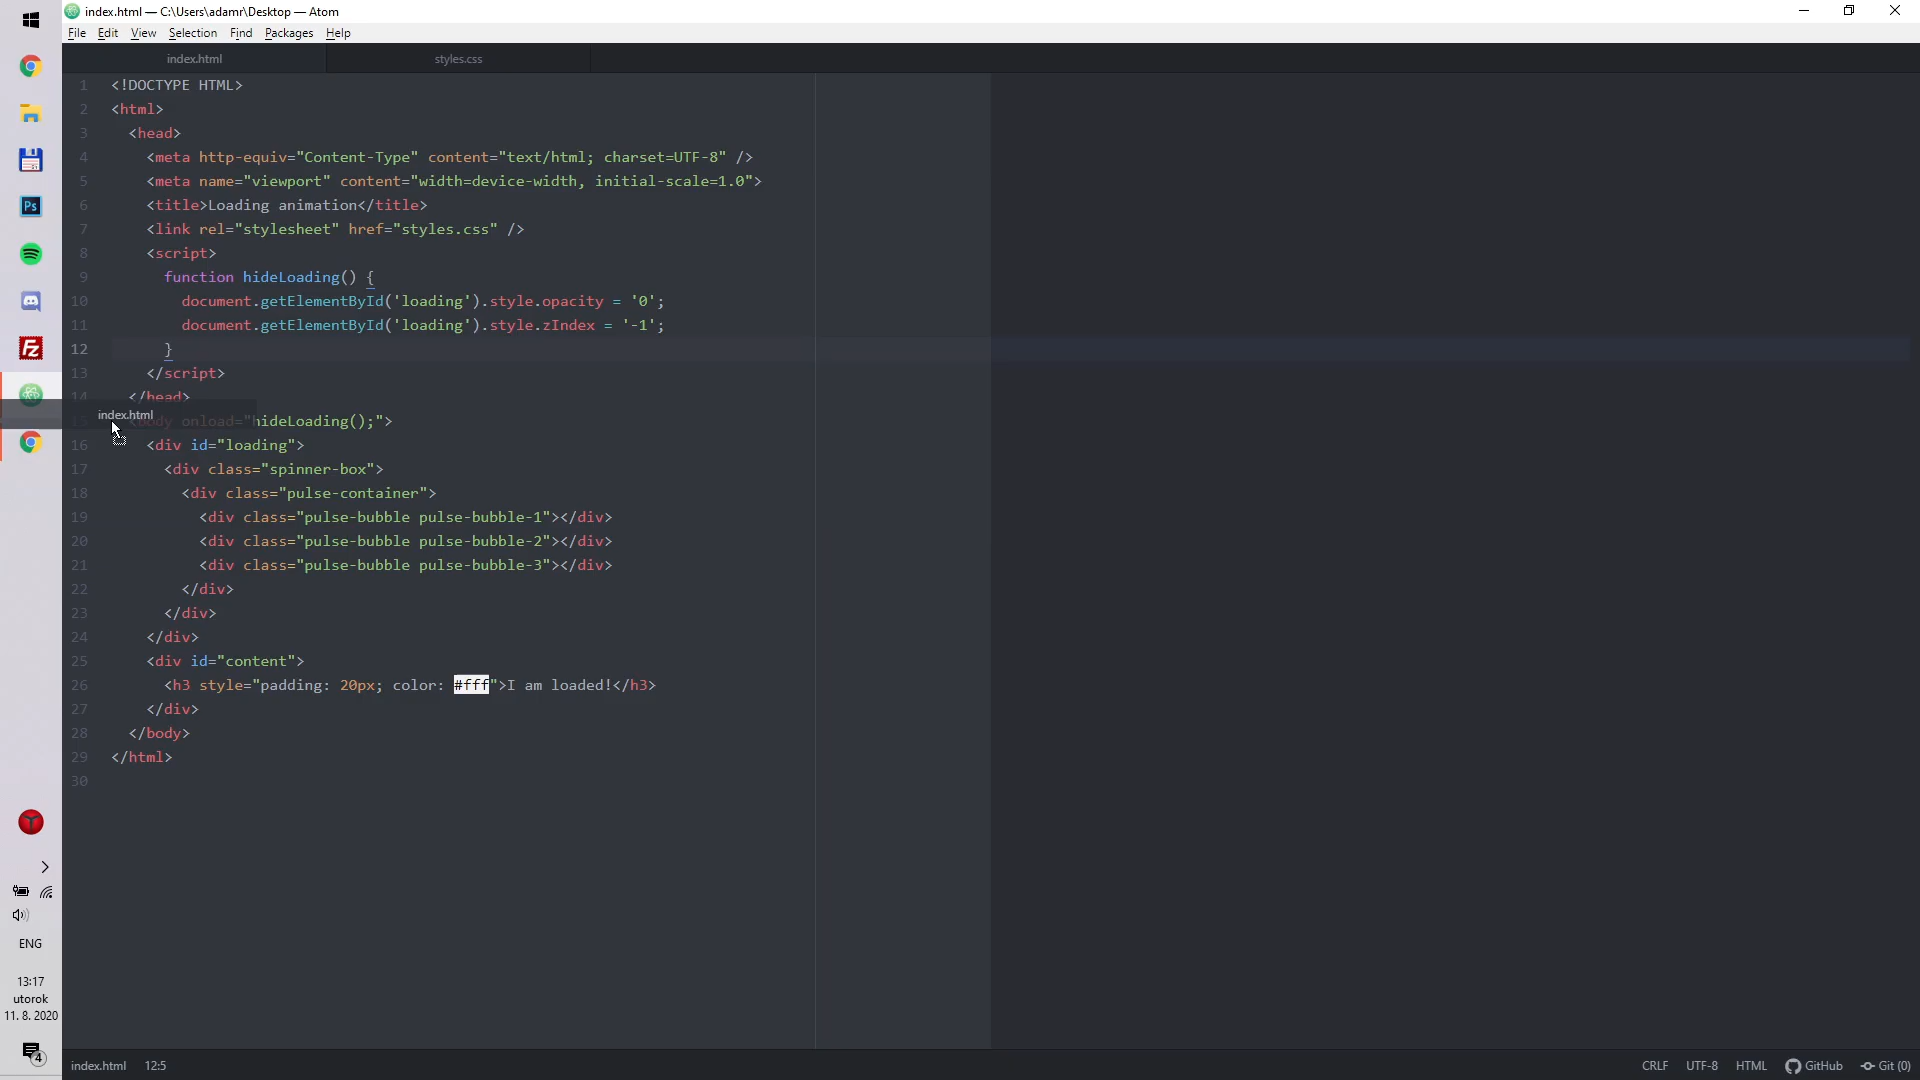 index.html — C:\Users\adamr\Desktop — Atom
File Edit View Selection Find Packages Help
index.html styles.css
1 <!DOCTYPE HTML>
2 <html>
3 <head>
4 <meta http-equiv="Content-Type" content="text/html; charset=UTF-8" />
5 <meta name="viewport" content="width=device-width, initial-scale=1.0">
6 <title>Loading animation</title>
7 <link rel="stylesheet" href="styles.css" />
8 <script>
9 function hideLoading() {
10 document.getElementById('loading').style.opacity = '0';
11 document.getElementById('loading').style.zIndex = '-1';
12 }
13 </script>
14 </head>
index.html
15 <body onload="hideLoading();">
16 <div id="loading">
17 <div class="spinner-box">
18 <div class="pulse-container">
19 <div class="pulse-bubble pulse-bubble-1"></div>
20 <div class="pulse-bubble pulse-bubble-2"></div>
21 <div class="pulse-bubble pulse-bubble-3"></div>
22 </div>
23 </div>
24 </div>
25 <div id="content">
26 <h3 style="padding: 20px; color: #fff">I am loaded!</h3>
27 </div>
28 </body>
29 </html>
30
Ps
Fz
ENG
13:17
utorok
11. 8. 2020
4
index.html 12:5 CRLF UTF-8 HTML GitHub Git (0)